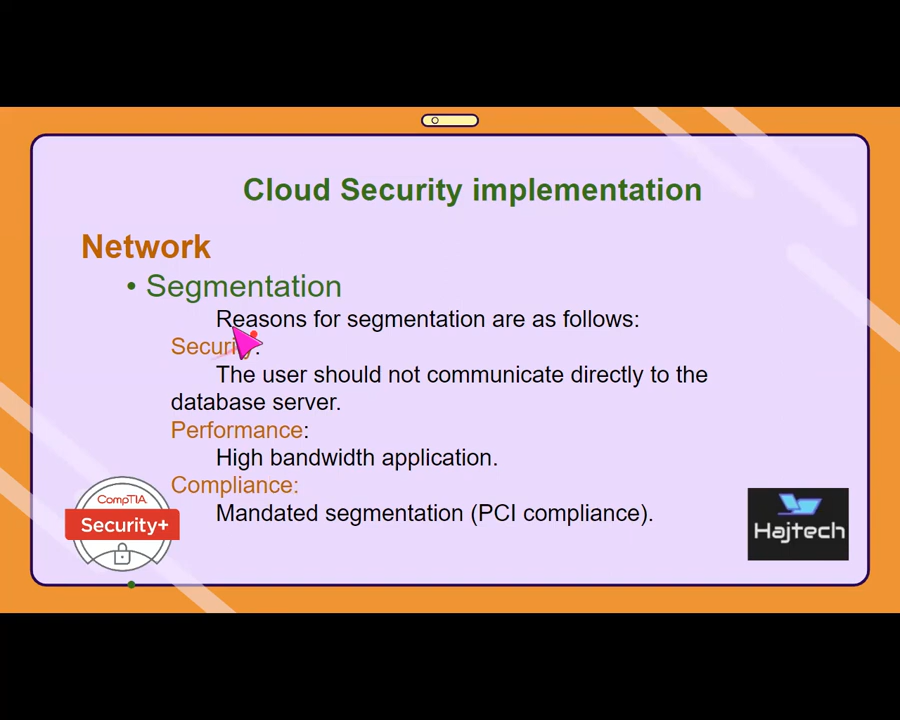 Cloud Security implementation
Network
• Segmentation
Reasons for segmentation are as follows:
Security:
The user should not communicate directly to the
database server.
Performance:
High bandwidth application.
Compliance:
Mandated segmentation (PCI compliance).
CompTIA
Security+
Hajtech